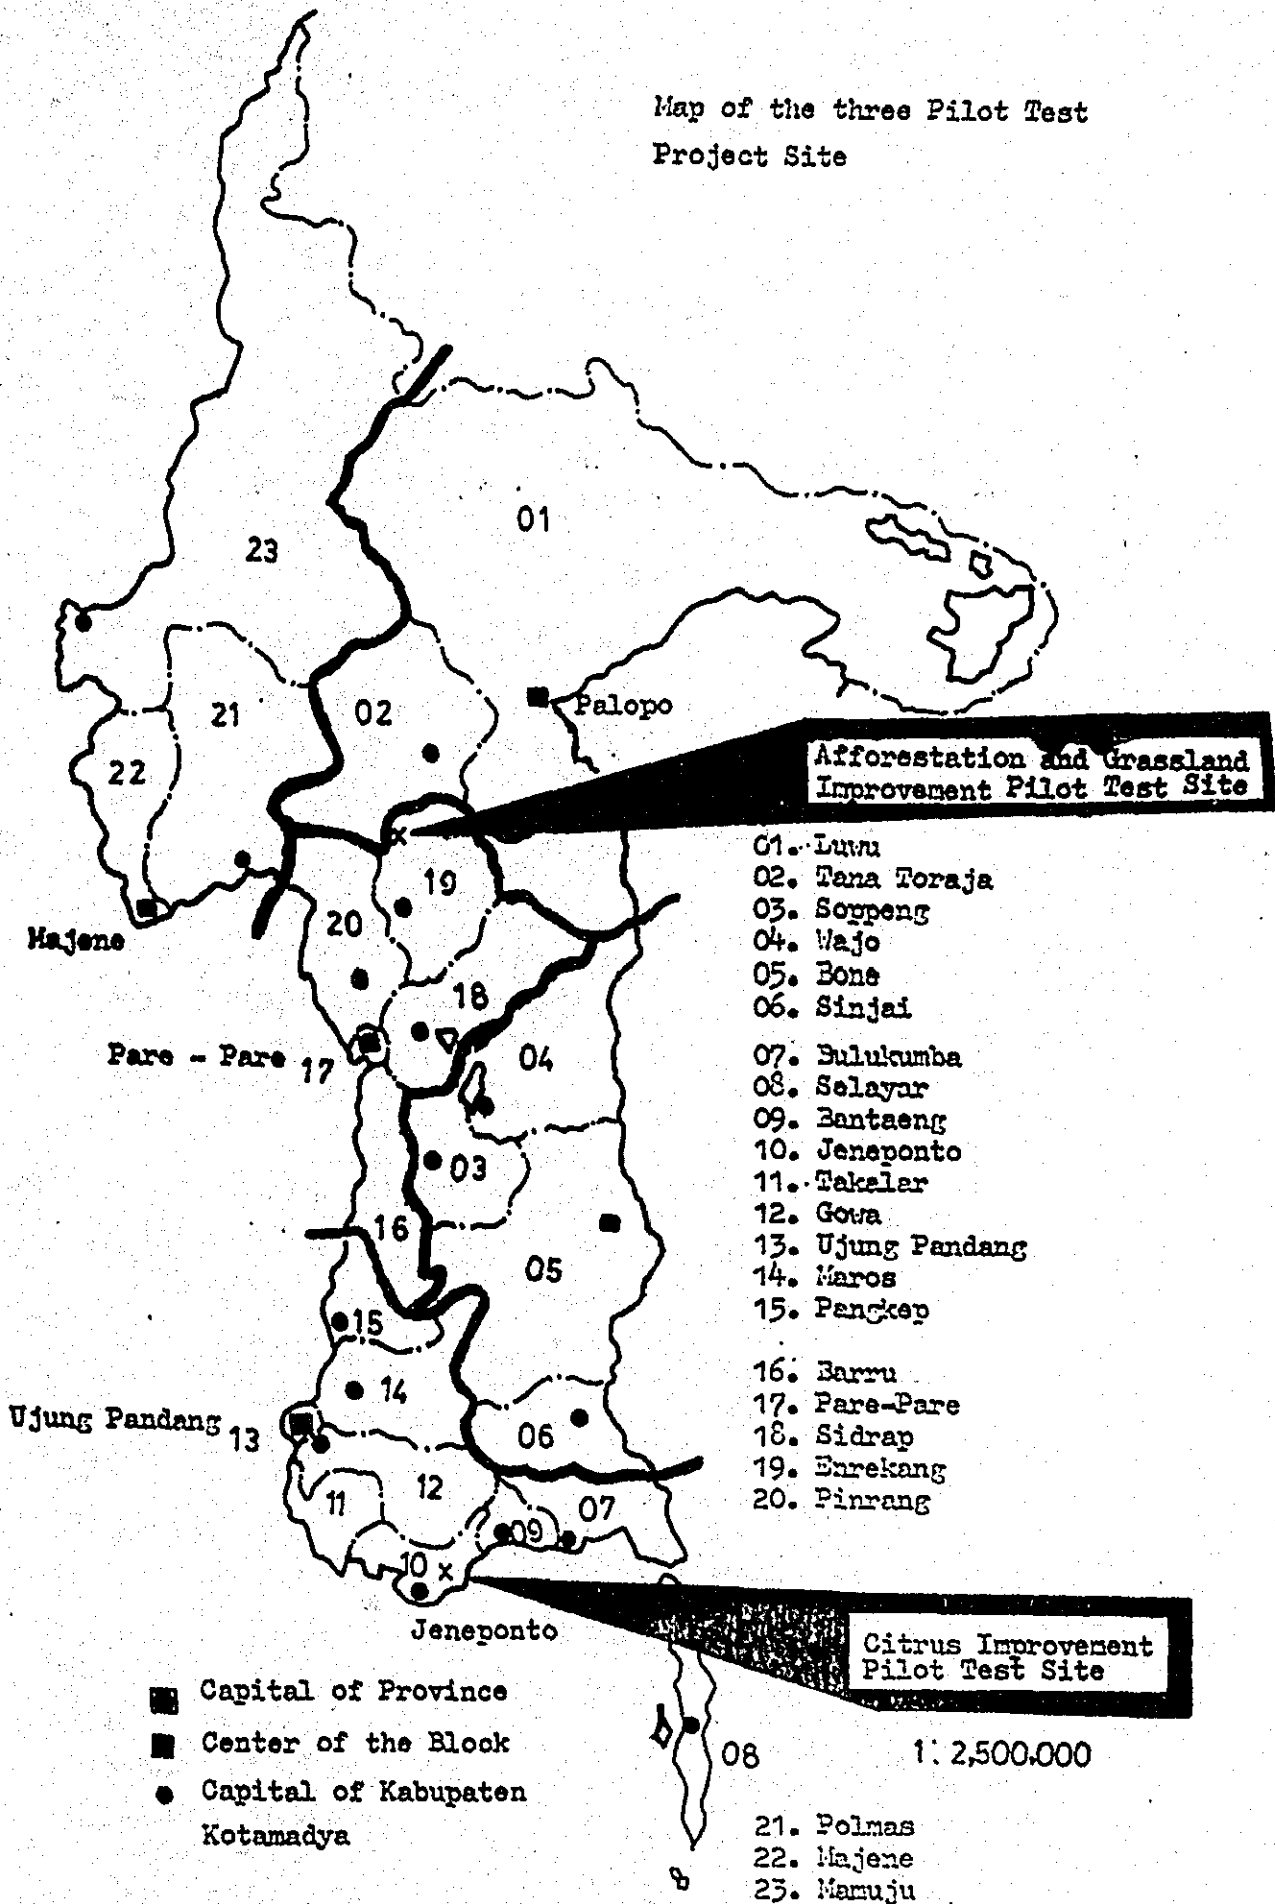 Map of the three Pilot Test
Project Site
01
23
21
02
Palopo
22
Afforestation and Grassland
Improvement Pilot Test Site
19
20
Majene
18
Pare - Pare 17
04
03
16
05
15
14
Ujung Pandang 13
06
12
11
07
09
10 x
Jeneponto
01. Luwu
02. Tana Toraja
03. Soppeng
04. Wajo
05. Bone
06. Sinjai
07. Bulukumba
08. Selayar
09. Bantaeng
10. Jeneponto
11. Takalar
12. Gowa
13. Ujung Pandang
14. Maros
15. Pangkep
16. Barru
17. Pare-Pare
18. Sidrap
19. Enrekang
20. Pinrang
Citrus Improvement
Pilot Test Site
Capital of Province
Center of the Block
Capital of Kabupaten
Kotamadya
08
1: 2,500.000
21. Polmas
22. Majene
23. Mamuju